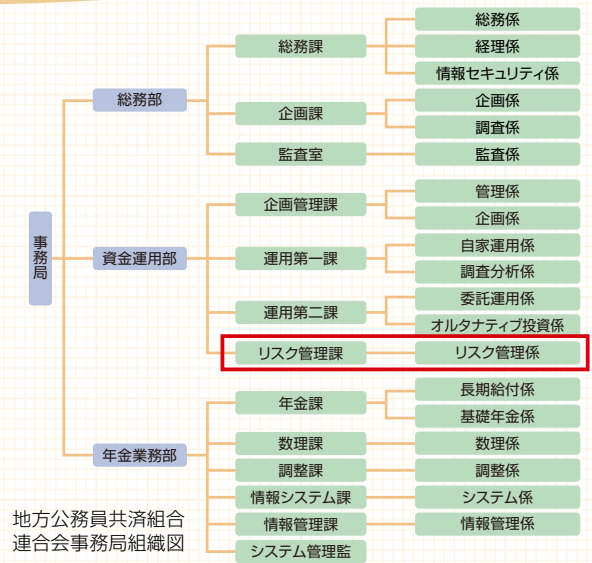 事務局
総務部
総務課
総務係
経理係
情報セキュリティ係
企画課
企画係
調査係
監査室
監査係
資金運用部
企画管理課
管理係
企画係
運用第一課
自家運用係
調査分析係
運用第二課
委託運用係
オルタナティブ投資係
リスク管理課
リスク管理係
年金業務部
年金課
長期給付係
基礎年金係
数理課
数理係
調整課
調整係
情報システム課
システム係
情報管理課
情報管理係
システム管理監
地方公務員共済組合
連合会事務局組織図